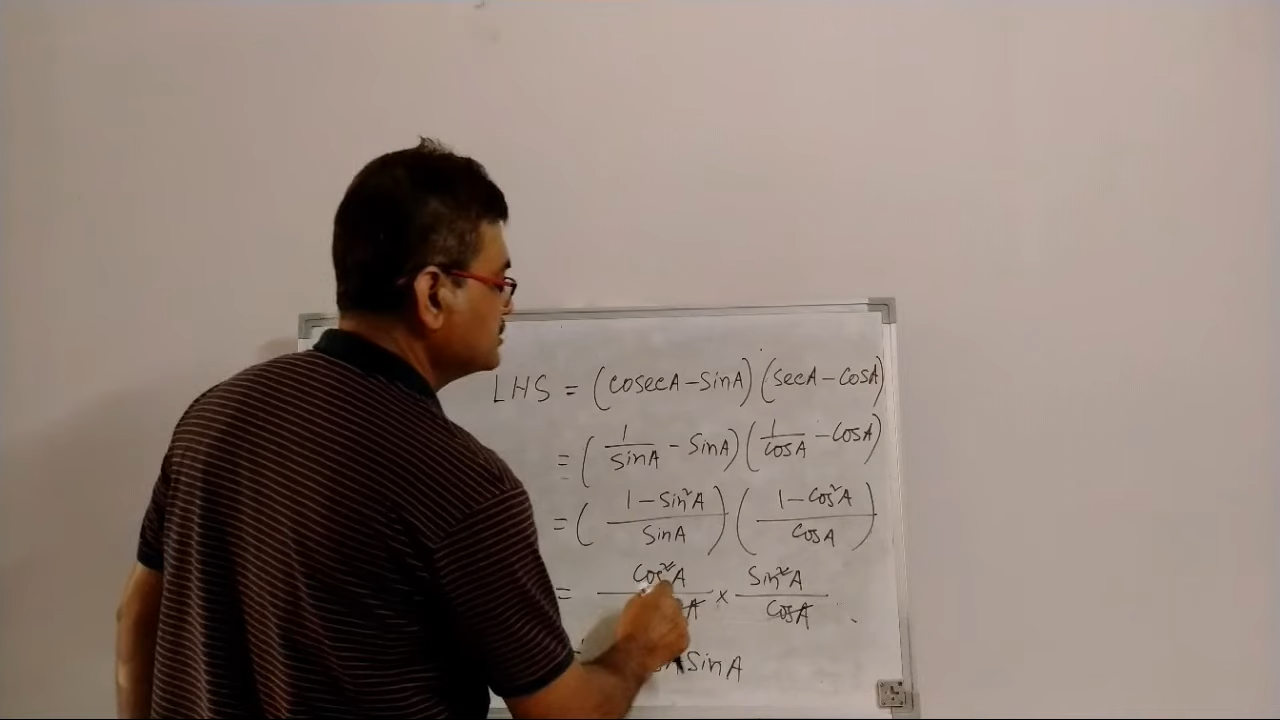 LHS = (cosecA - sinA) (secA - cosA)
= (1/sinA - sinA) (1/cosA - cosA)
= (1 - sin²A/sinA) (1 - cos²A/cosA)
= cos²A/ A × sin²A/cosA
= A sinA